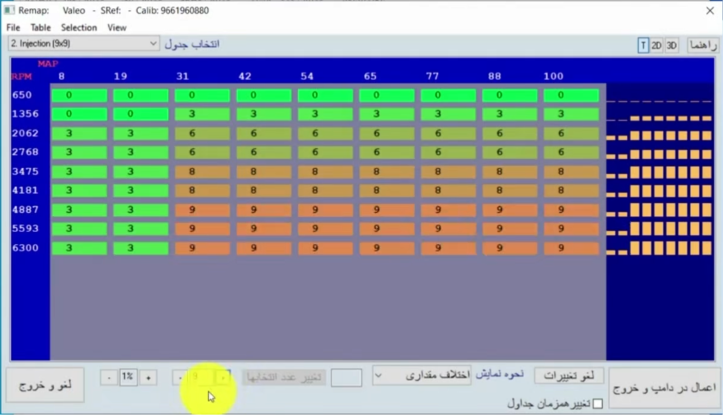 Remap:    Valeo    - SRef:    - Calib: 9661960880
File  Table  Selection  View
2. Injection (9x9)  انتخاب جدول  T  2D  3D  راهنما
MAP
RPM  8  19  31  42  54  65  77  88  100
650  0  0  0  0  0  0  0  0  0
1356  0  0  3  3  3  3  3  3  3
2062  3  3  6  6  6  6  6  6  6
2768  3  3  6  6  6  6  6  6  6
3475  3  3  8  8  8  8  8  8  8
4181  3  3  8  8  8  8  8  8  8
4887  3  3  9  9  9  9  9  9  9
5593  3  3  9  9  9  9  9  9  9
6300  3  3  9  9  9  9  9  9  9
لغو و خروج  -  1%  +  -  تغییر عدد انتخابها  اختلاف مقداری  نحوه نمایش  لغو تغییرات  اعمال در دامپ و خروج
تغییر همزمان جداول